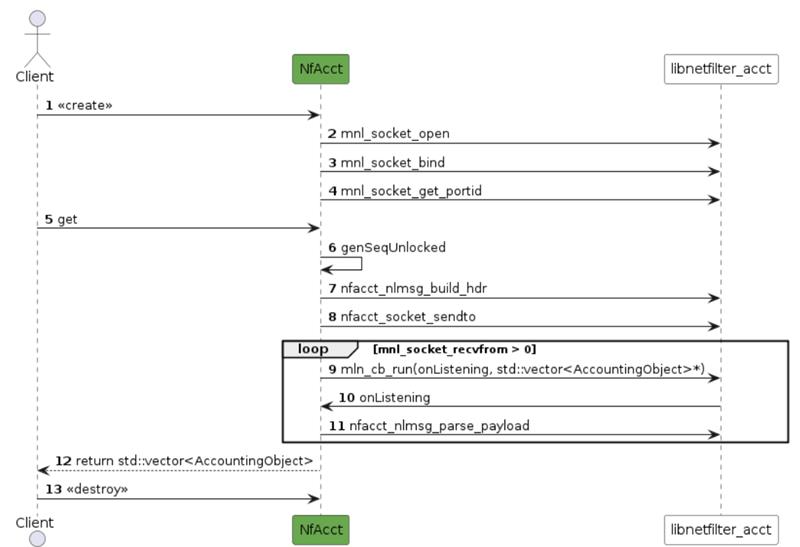 Client
NfAcct
libnetfilter_acct
1 «create»
2 mnl_socket_open
3 mnl_socket_bind
4 mnl_socket_get_portid
5 get
6 genSeqUnlocked
7 nfacct_nlmsg_build_hdr
8 nfacct_socket_sendto
loop [mnl_socket_recvfrom > 0]
9 mln_cb_run(onListening, std::vector<AccountingObject>*)
10 onListening
11 nfacct_nlmsg_parse_payload
12 return std::vector<AccountingObject>
13 «destroy»
Client
NfAcct
libnetfilter_acct